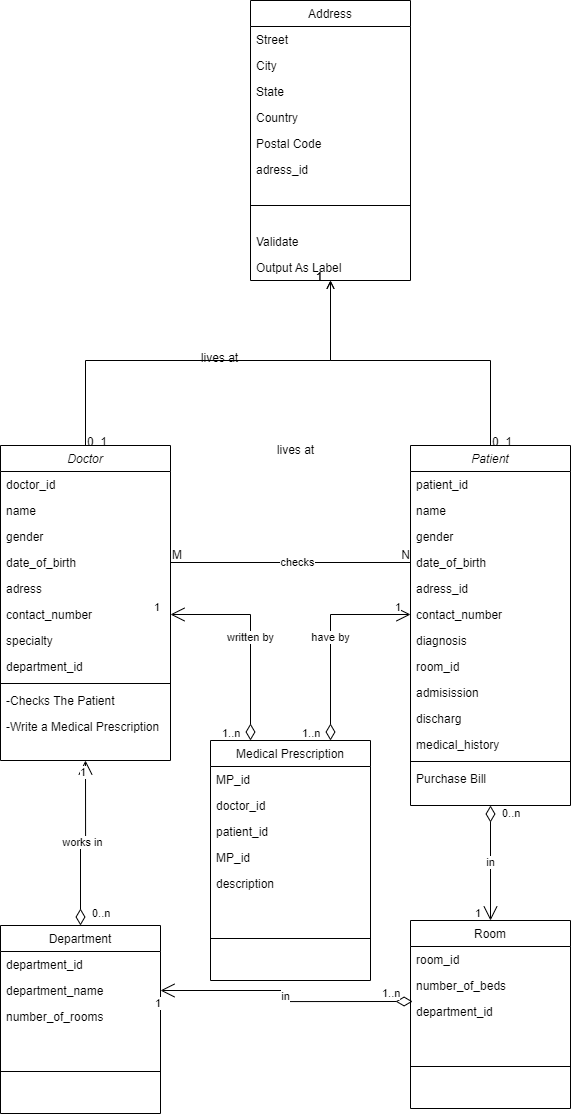 Address
Street
City
State
Country
Postal Code
adress_id
Validate
Output As Label
1
lives at
0..1
0..1
lives at
Doctor
doctor_id
name
gender
date_of_birth
adress
contact_number
specialty
department_id
-Checks The Patient
-Write a Medical Prescription
Patient
patient_id
name
gender
date_of_birth
adress_id
contact_number
diagnosis
room_id
admisission
discharg
medical_history
Purchase Bill
M
checks
N
1
written by
1..n
1
have by
1..n
Medical Prescription
MP_id
doctor_id
patient_id
MP_id
description
1
works in
0..n
0..n
in
1
Department
department_id
department_name
number_of_rooms
Room
room_id
number_of_beds
department_id
1
in
1..n